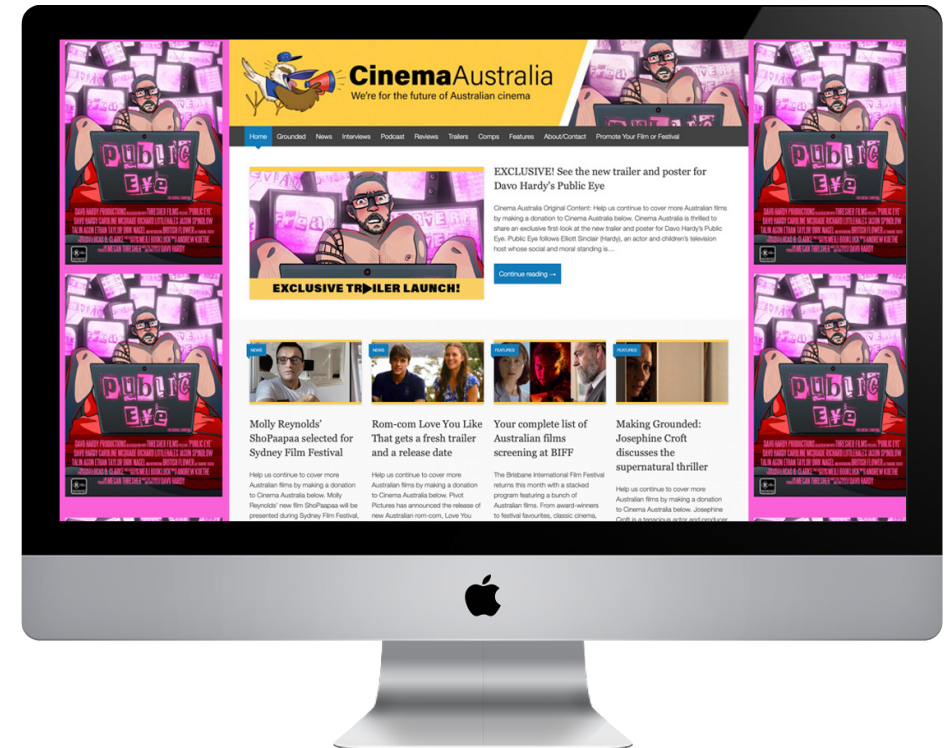 CinemaAustralia
We're for the future of Australian cinema
Home Grounded News Interviews Podcast Reviews Trailers Comps Features About/Contact Promote Your Film or Festival
EXCLUSIVE TRAILER LAUNCH!
EXCLUSIVE! See the new trailer and poster for
Davo Hardy's Public Eye
Cinema Australia Original Content: Help us continue to cover more Australian films
by making a donation to Cinema Australia below. Cinema Australia is thrilled to
share an exclusive first-look at the new trailer and poster for Davo Hardy's Public
Eye. Public Eye follows Elliott Sinclair (Hardy), an actor and children's television
host whose social and moral standing is…
Continue reading →
NEWS
Molly Reynolds'
ShoPaapaa selected for
Sydney Film Festival
Help us continue to cover more
Australian films by making a donation
to Cinema Australia below. Molly
Reynolds' new film ShoPaapaa will be
presented during Sydney Film Festival,
NEWS
Rom-com Love You Like
That gets a fresh trailer
and a release date
Help us continue to cover more
Australian films by making a donation
to Cinema Australia below. Pivot
Pictures has announced the release of
new Australian rom-com, Love You
FEATURES
Your complete list of
Australian films
screening at BIFF
The Brisbane International Film Festival
returns this month with a stacked
program featuring a bunch of
Australian films. From award-winners
to festival favourites, classic cinema,
FEATURES
Making Grounded:
Josephine Croft
discusses the
supernatural thriller
Help us continue to cover more
Australian films by making a donation
to Cinema Australia below. Josephine
Croft is a tenacious actor and producer
PUBLIC
EYE
PUBLIC
EYE
PUBLIC
EYE
PUBLIC
EYE